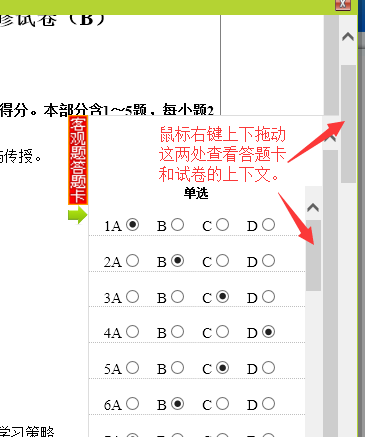 试卷（B）
得分。本部分含1～5题，每小题2
与传授。
客观题答题卡
鼠标右键上下拖动
这两处查看答题卡
和试卷的上下文。
单选
1A B C D
2A B C D
3A B C D
4A B C D
5A B C D
6A B C D
学习策略